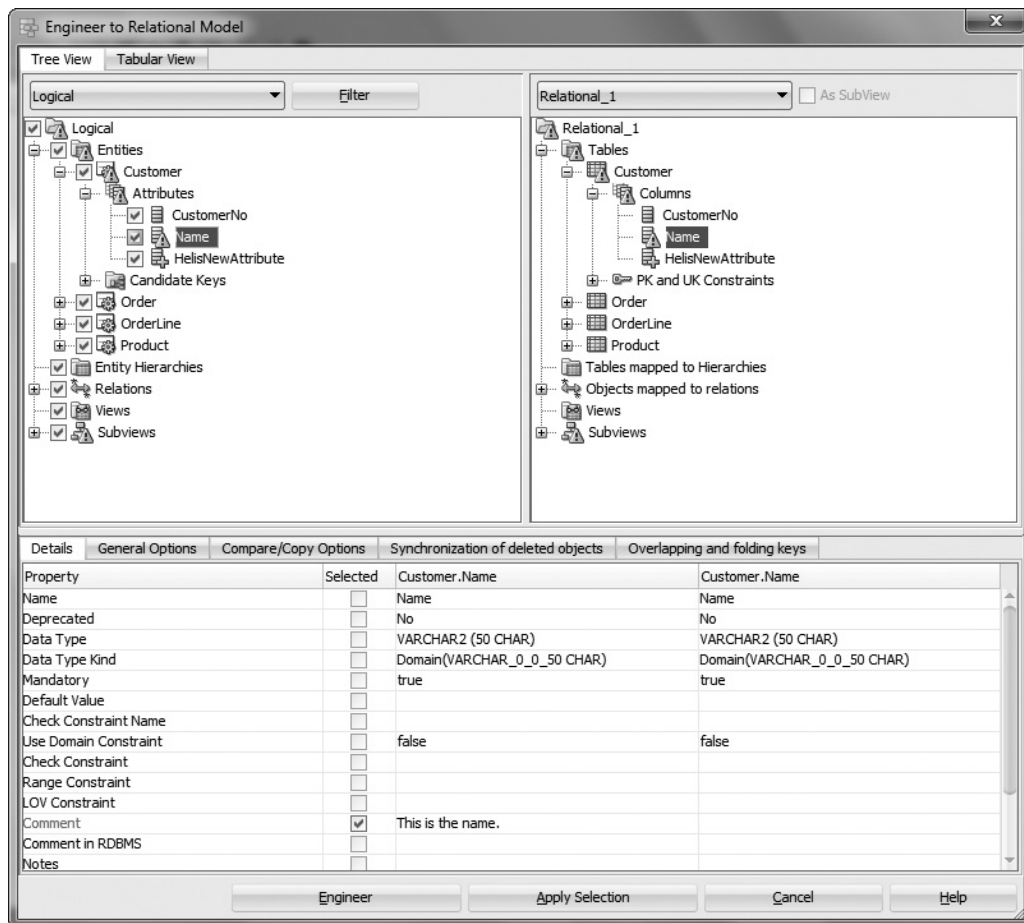 Engineer to Relational Model
x
Tree View Tabular View
Logical Filter Relational_1 As SubView
Logical
Entities
Customer
Attributes
CustomerNo
Name
HelisNewAttribute
Candidate Keys
Order
OrderLine
Product
Entity Hierarchies
Relations
Views
Subviews
Relational_1
Tables
Customer
Columns
CustomerNo
Name
HelisNewAttribute
PK and UK Constraints
Order
OrderLine
Product
Tables mapped to Hierarchies
Objects mapped to relations
Views
Subviews
Details General Options Compare/Copy Options Synchronization of deleted objects Overlapping and folding keys
Property Selected Customer.Name Customer.Name
Name Name Name
Deprecated No No
Data Type VARCHAR2 (50 CHAR) VARCHAR2 (50 CHAR)
Data Type Kind Domain(VARCHAR_0_0_50 CHAR) Domain(VARCHAR_0_0_50 CHAR)
Mandatory true true
Default Value
Check Constraint Name
Use Domain Constraint false false
Check Constraint
Range Constraint
LOV Constraint
Comment This is the name.
Comment in RDBMS
Notes
Engineer Apply Selection Cancel Help